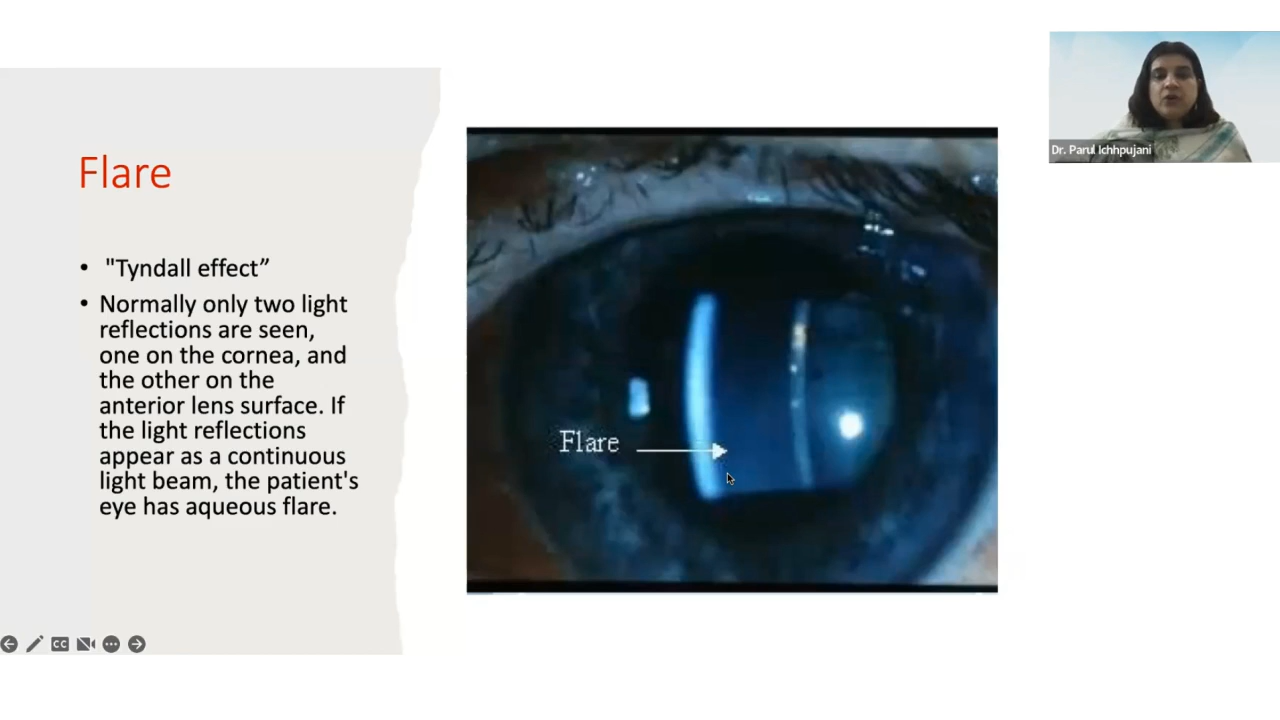 Flare
• "Tyndall effect”
• Normally only two light
reflections are seen,
one on the cornea, and
the other on the
anterior lens surface. If
the light reflections
appear as a continuous
light beam, the patient's
eye has aqueous flare.
Flare
Dr. Parul Ichhpujani
CC